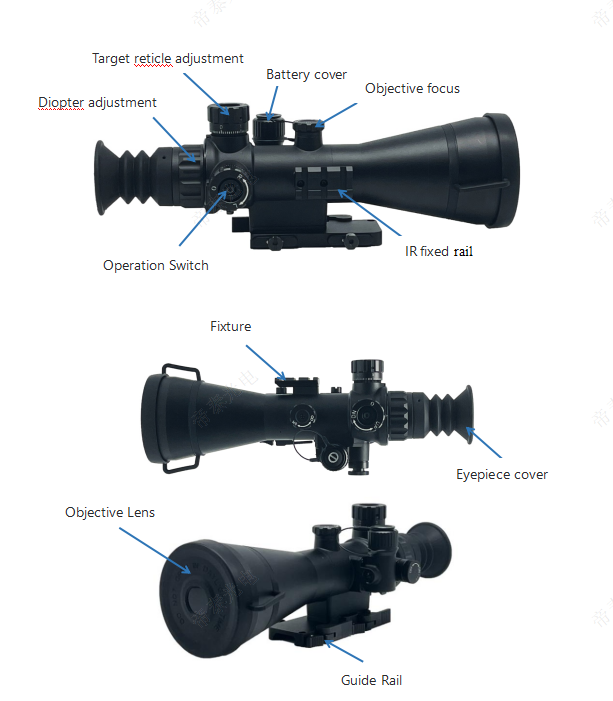 Target reticle adjustment
Battery cover
Objective focus
Diopter adjustment
Operation Switch
IR fixed rail
Fixture
Eyepiece cover
Objective Lens
Guide Rail